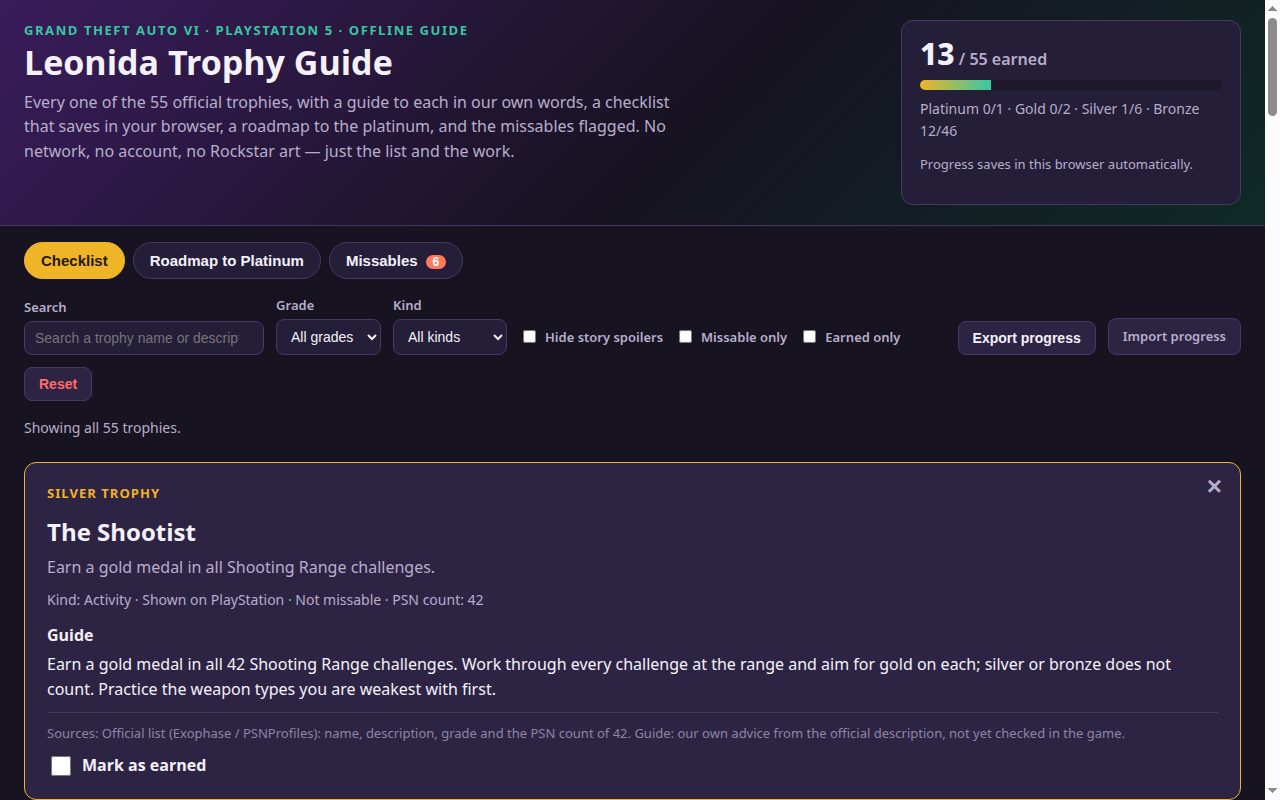 GRAND THEFT AUTO VI · PLAYSTATION 5 · OFFLINE GUIDE
Leonida Trophy Guide
Every one of the 55 official trophies, with a guide to each in our own words, a checklist
that saves in your browser, a roadmap to the platinum, and the missables flagged. No
network, no account, no Rockstar art — just the list and the work.
13 / 55 earned
Platinum 0/1 · Gold 0/2 · Silver 1/6 · Bronze
12/46
Progress saves in this browser automatically.
Checklist
Roadmap to Platinum
Missables 6
Search
Search a trophy name or descrip
Grade
All grades
Kind
All kinds
Hide story spoilers
Missable only
Earned only
Export progress
Import progress
Reset
Showing all 55 trophies.
SILVER TROPHY
×
The Shootist
Earn a gold medal in all Shooting Range challenges.
Kind: Activity · Shown on PlayStation · Not missable · PSN count: 42
Guide
Earn a gold medal in all 42 Shooting Range challenges. Work through every challenge at the range and aim for gold on each; silver or bronze does not
count. Practice the weapon types you are weakest with first.
Sources: Official list (Exophase / PSNProfiles): name, description, grade and the PSN count of 42. Guide: our own advice from the official description, not yet checked in the game.
Mark as earned